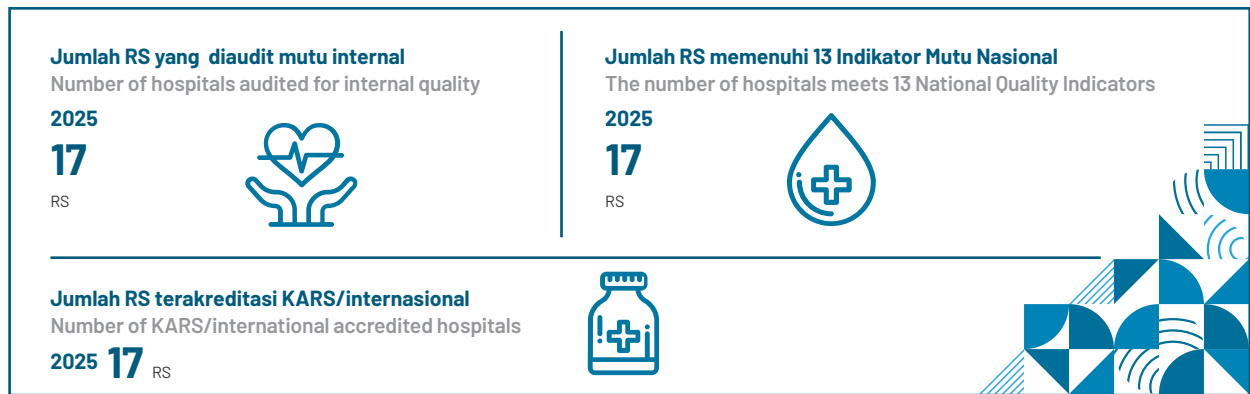 Jumlah RS yang diaudit mutu internal
Number of hospitals audited for internal quality
2025
17
RS
Jumlah RS memenuhi 13 Indikator Mutu Nasional
The number of hospitals meets 13 National Quality Indicators
2025
17
RS
Jumlah RS terakreditasi KARS/internasional
Number of KARS/international accredited hospitals
2025 17 RS